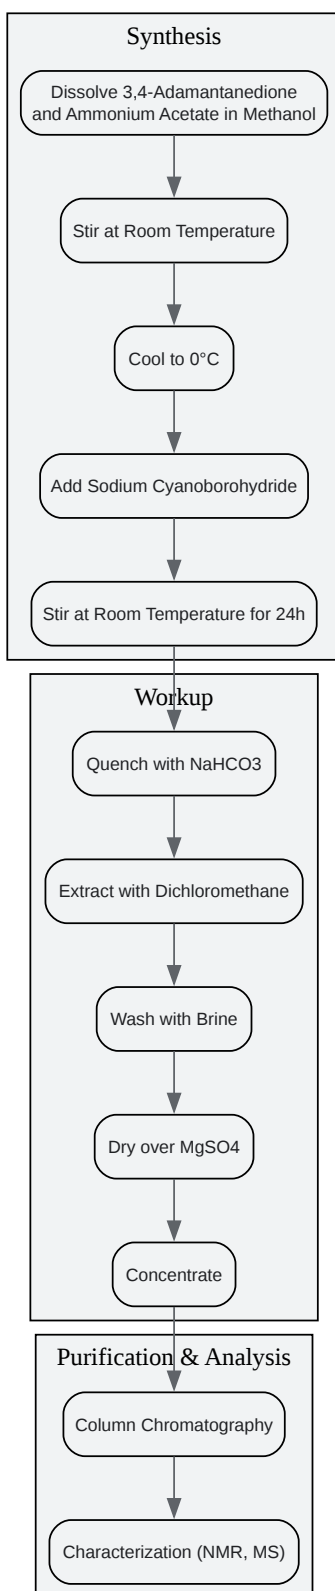 Synthesis
Dissolve 3,4-Adamantanedione
and Ammonium Acetate in Methanol
Stir at Room Temperature
Cool to 0°C
Add Sodium Cyanoborohydride
Stir at Room Temperature for 24h
Workup
Quench with NaHCO3
Extract with Dichloromethane
Wash with Brine
Dry over MgSO4
Concentrate
Purification & Analysis
Column Chromatography
Characterization (NMR, MS)